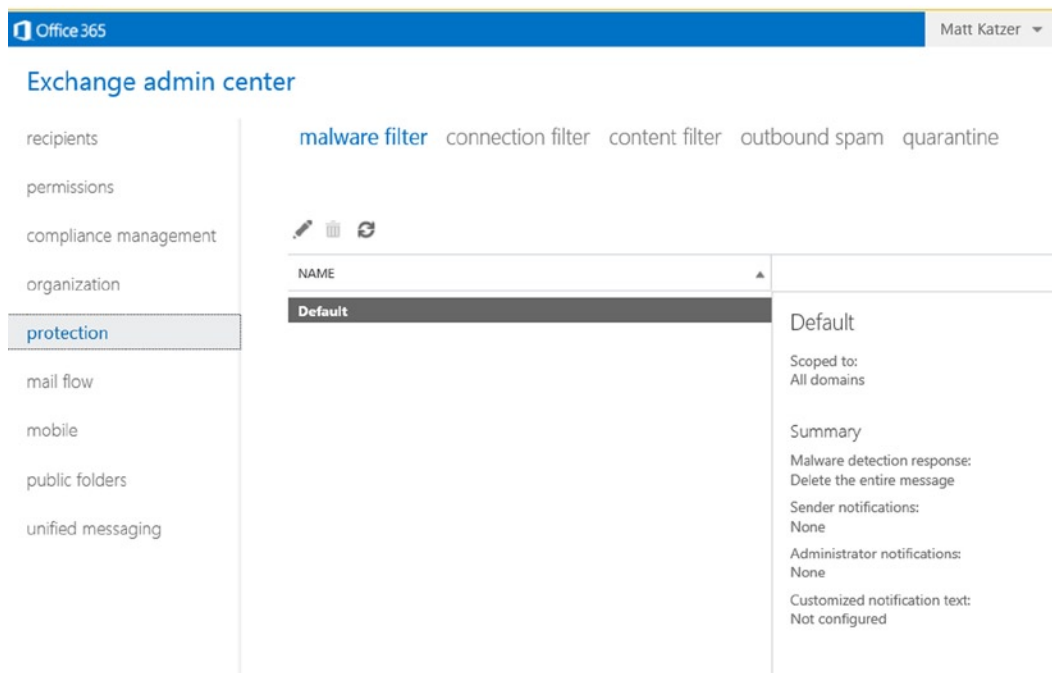 Office 365
Matt Katzer
Exchange admin center
recipients
permissions
compliance management
organization
protection
mail flow
mobile
public folders
unified messaging
malware filter connection filter content filter outbound spam quarantine
NAME
Default
Default
Scoped to:
All domains
Summary
Malware detection response:
Delete the entire message
Sender notifications:
None
Administrator notifications:
None
Customized notification text:
Not configured